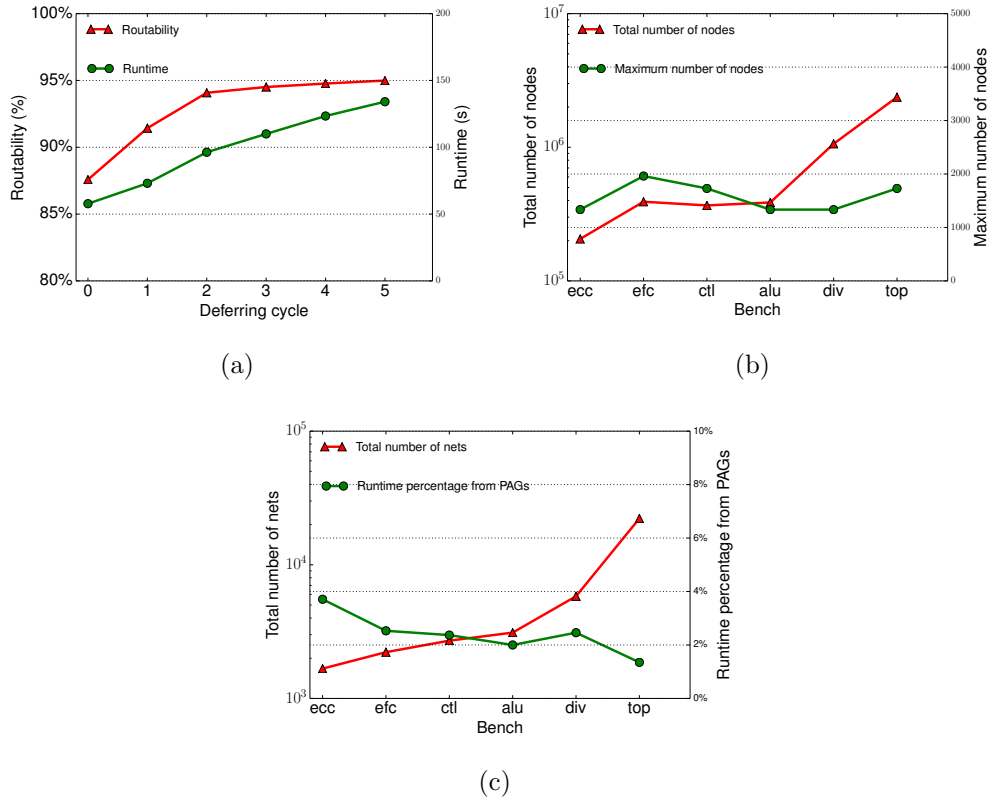 100%
95%
90%
85%
80%
Routability (%)
Routability
Runtime
200
150
100
50
0
Runtime (s)
0 1 2 3 4 5
Deferring cycle
(a)
10^7
10^6
10^5
Total number of nodes
Total number of nodes
Maximum number of nodes
5000
4000
3000
2000
1000
0
Maximum number of nodes
ecc efc ctl alu div top
Bench
(b)
10^5
10^4
10^3
Total number of nets
Total number of nets
Runtime percentage from PAGs
10%
8%
6%
4%
2%
0%
Runtime percentage from PAGs
ecc efc ctl alu div top
Bench
(c)